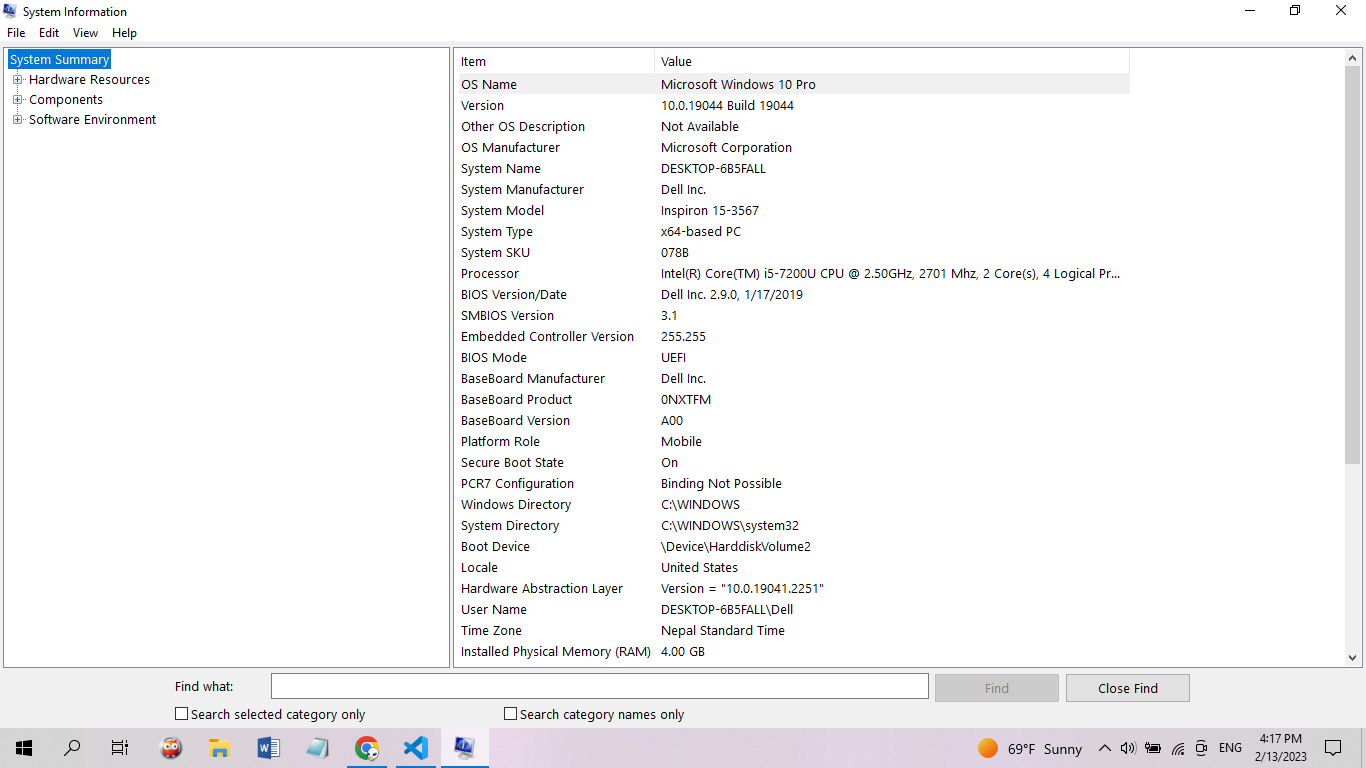 System Information
File Edit View Help
System Summary
Hardware Resources
Components
Software Environment
Item Value
OS Name Microsoft Windows 10 Pro
Version 10.0.19044 Build 19044
Other OS Description Not Available
OS Manufacturer Microsoft Corporation
System Name DESKTOP-6B5FALL
System Manufacturer Dell Inc.
System Model Inspiron 15-3567
System Type x64-based PC
System SKU 078B
Processor Intel(R) Core(TM) i5-7200U CPU @ 2.50GHz, 2701 Mhz, 2 Core(s), 4 Logical Pr...
BIOS Version/Date Dell Inc. 2.9.0, 1/17/2019
SMBIOS Version 3.1
Embedded Controller Version 255.255
BIOS Mode UEFI
BaseBoard Manufacturer Dell Inc.
BaseBoard Product 0NXTFM
BaseBoard Version A00
Platform Role Mobile
Secure Boot State On
PCR7 Configuration Binding Not Possible
Windows Directory C:\WINDOWS
System Directory C:\WINDOWS\system32
Boot Device \Device\HarddiskVolume2
Locale United States
Hardware Abstraction Layer Version = "10.0.19041.2251"
User Name DESKTOP-6B5FALL\Dell
Time Zone Nepal Standard Time
Installed Physical Memory (RAM) 4.00 GB
Find what: Find Close Find
Search selected category only Search category names only
69°F Sunny ENG 4:17 PM
2/13/2023